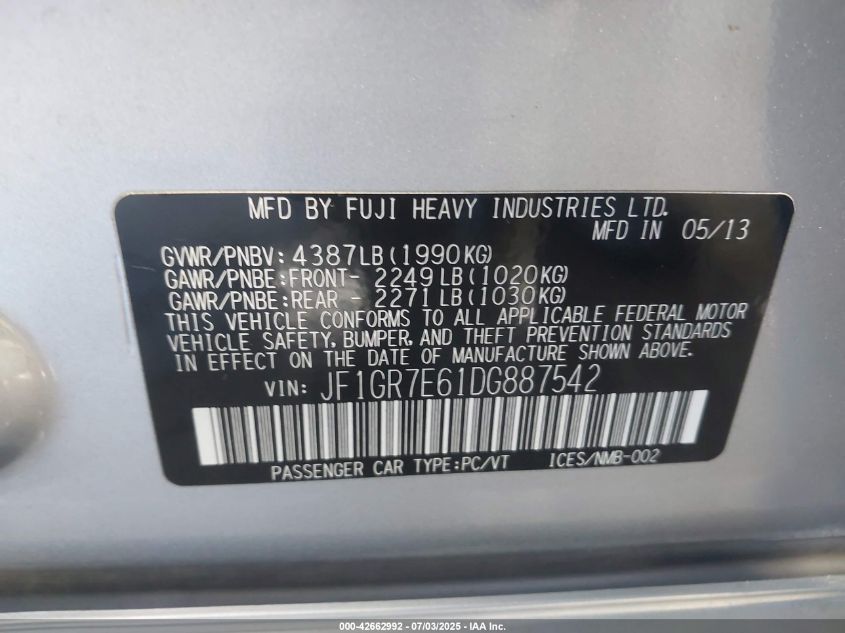 MFD BY FUJI HEAVY INDUSTRIES LTD.
MFD IN 05/13
GVWR/PNBV: 4387LB(1990KG)
GAWR/PNBE:FRONT- 2249LB(1020KG)
GAWR/PNBE:REAR - 2271LB(1030KG)
THIS VEHICLE CONFORMS TO ALL APPLICABLE FEDERAL MOTOR
VEHICLE SAFETY, BUMPER, AND THEFT PREVENTION STANDARDS
IN EFFECT ON THE DATE OF MANUFACTURE SHOWN ABOVE.
VIN: JF1GR7E61DG887542
PASSENGER CAR TYPE:PC/VT ICES/NMB-002
000-42662992 - 07/03/2025 - IAA Inc.